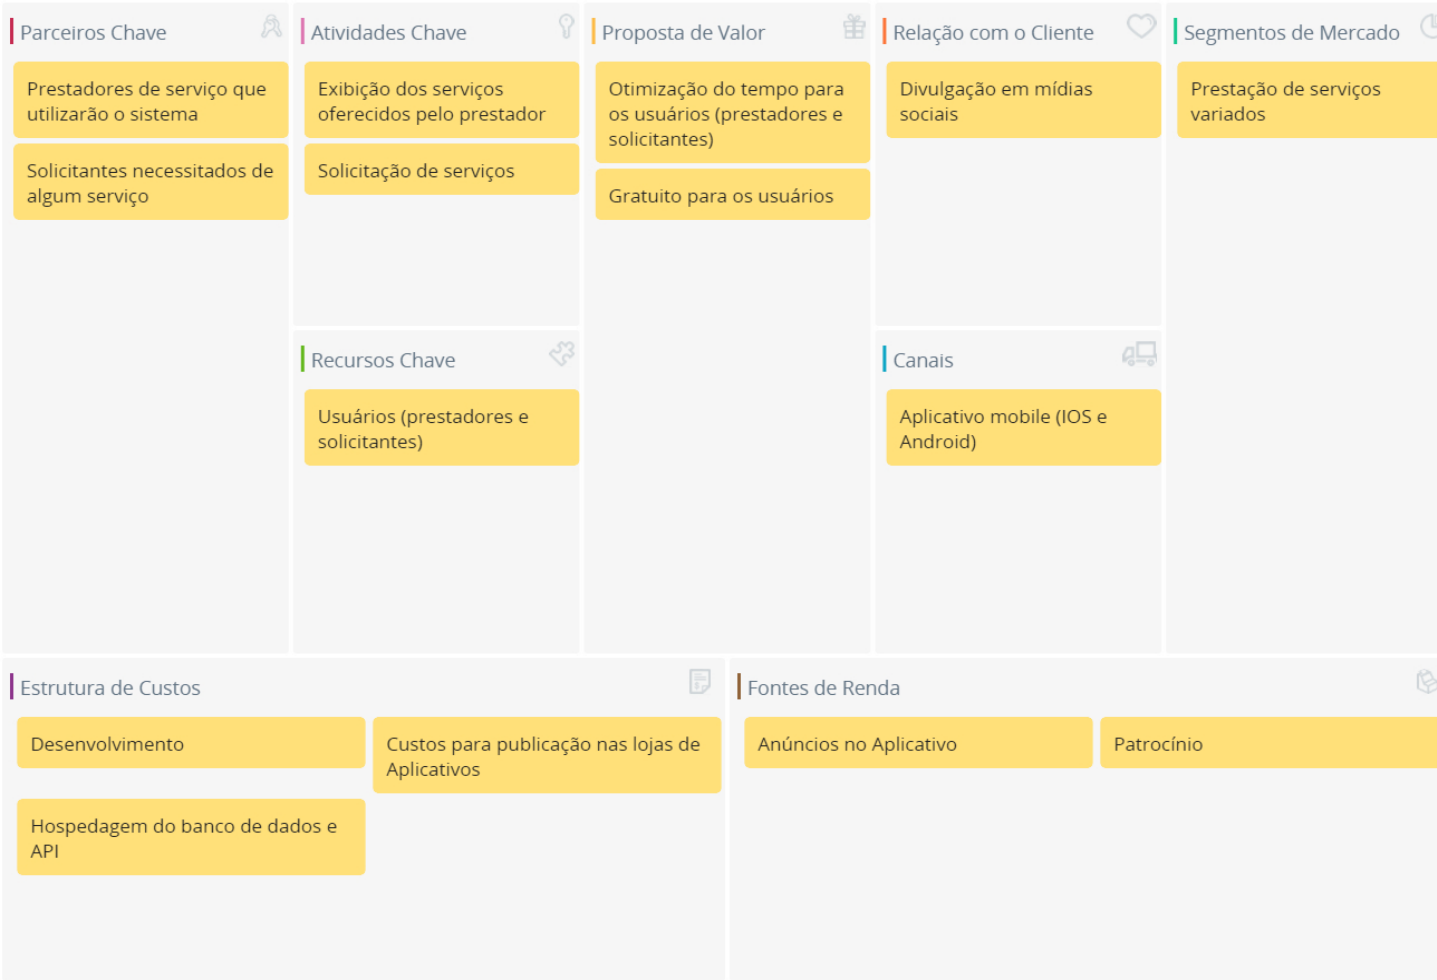 Parceiros Chave
Prestadores de serviço que
utilizarão o sistema
Solicitantes necessitados de
algum serviço
Atividades Chave
Exibição dos serviços
oferecidos pelo prestador
Solicitação de serviços
Recursos Chave
Usuários (prestadores e
solicitantes)
Proposta de Valor
Otimização do tempo para
os usuários (prestadores e
solicitantes)
Gratuito para os usuários
Relação com o Cliente
Divulgação em mídias
sociais
Canais
Aplicativo mobile (IOS e
Android)
Segmentos de Mercado
Prestação de serviços
variados
Estrutura de Custos
Desenvolvimento
Custos para publicação nas lojas de
Aplicativos
Hospedagem do banco de dados e
API
Fontes de Renda
Anúncios no Aplicativo
Patrocínio